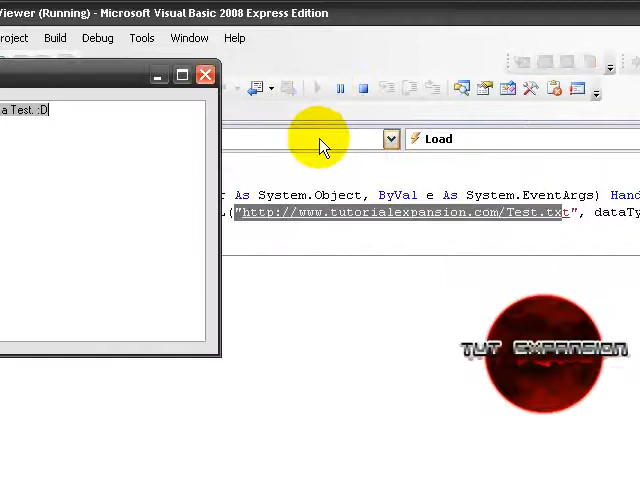 Viewer (Running) - Microsoft Visual Basic 2008 Express Edition
roject Build Debug Tools Window Help
a Test. :D
Load
r As System.Object, ByVal e As System.EventArgs) Hand
("http://www.tutorialexpansion.com/Test.txt", dataTy
TUT EXPANSION